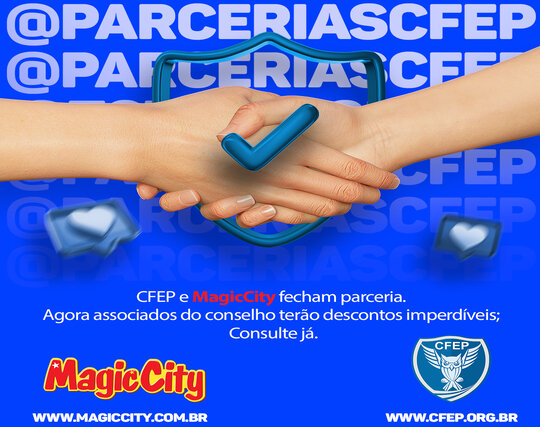 @PARCERIASCFEP
@PARCERIASCFEP
@PARCERIASCFEP
@PARCERIASCFEP
@PARCERIASCFEP
CFEP e MagicCity fecham parceria.
Agora associados do conselho terão descontos imperdíveis;
Consulte já.
MagicCity
CFEP
WWW.MAGICCITY.COM.BR
WWW.CFEP.ORG.BR